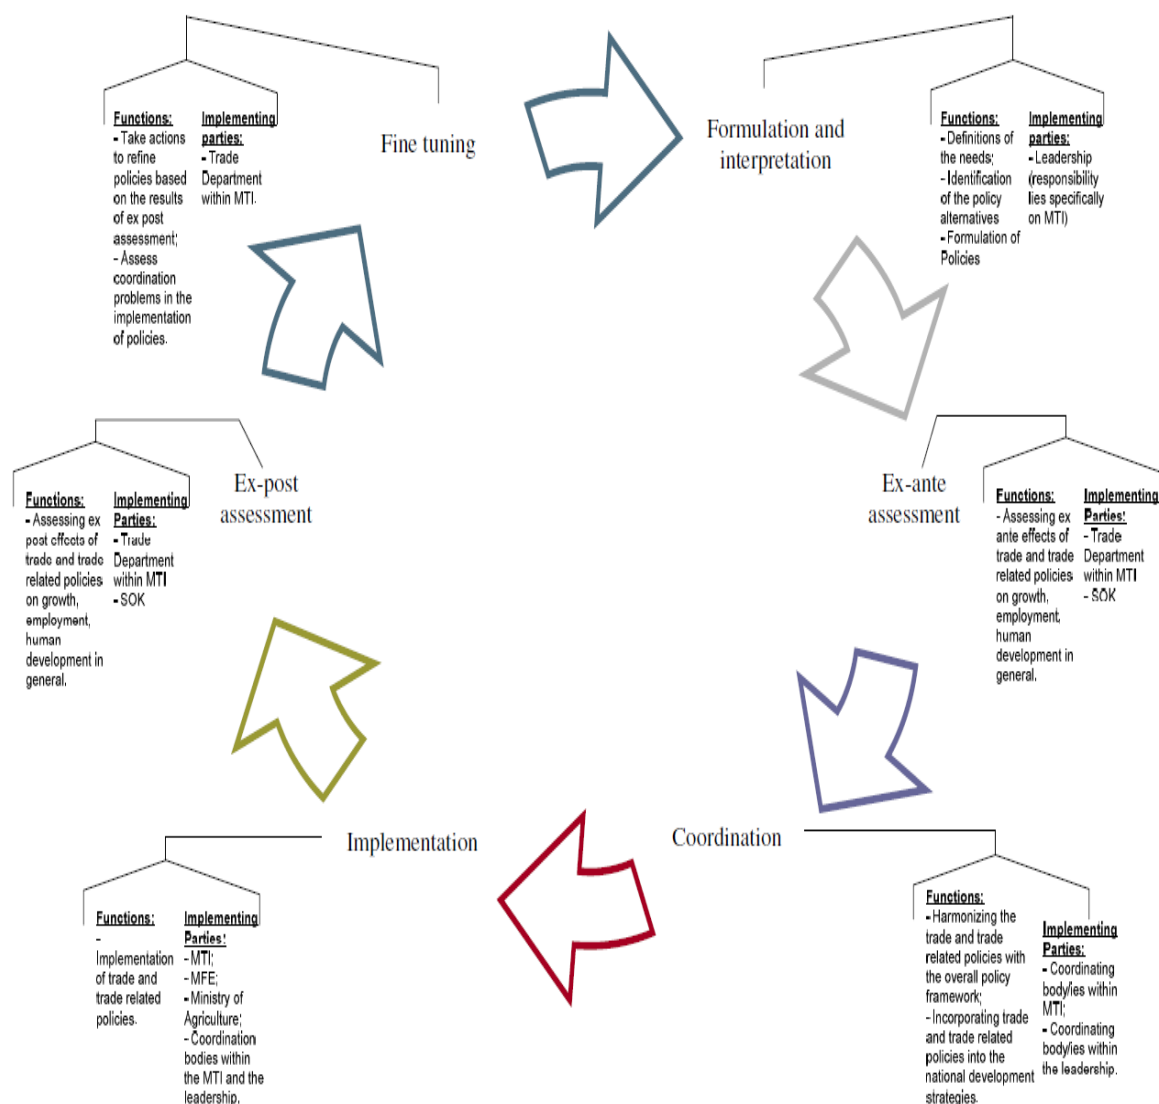 Functions:
- Take actions
to refine
policies based
on the results
of ex post
assessment;
- Assess
coordination
problems in the
implementation
of policies.
Implementing
parties:
- Trade
Department
within MTI.
Fine tuning
Formulation and
interpretation
Functions:
- Definitions of
the needs;
- Identification
of the policy
alternatives
- Formulation of
Policies
Implementing
parties:
- Leadership
(responsibility
lies specifically
on MTI)
Ex-post
assessment
Functions:
- Assessing ex
post effects of
trade and trade
related policies
on growth,
employment,
human
development in
general.
Implementing
Parties:
- Trade
Department
within MTI
- SOK
Ex-ante
assessment
Functions:
- Assessing ex
ante effects of
trade and trade
related policies
on growth,
employment,
human
development in
general.
Implementing
Parties:
- Trade
Department
within MTI
- SOK
Implementation
Functions:
-
Implementation
of trade and
trade related
policies.
Implementing
Parties:
- MTI;
- MFE;
- Ministry of
Agriculture;
- Coordination
bodies within
the MTI and the
leadership.
Coordination
Functions:
- Harmonizing the
trade and trade
related policies with
the overall policy
framework;
- Incorporating trade
and trade related
policies into the
national development
strategies.
Implementing
Parties:
- Coordinating
body/ies within
MTI;
- Coordinating
body/ies within
the leadership.